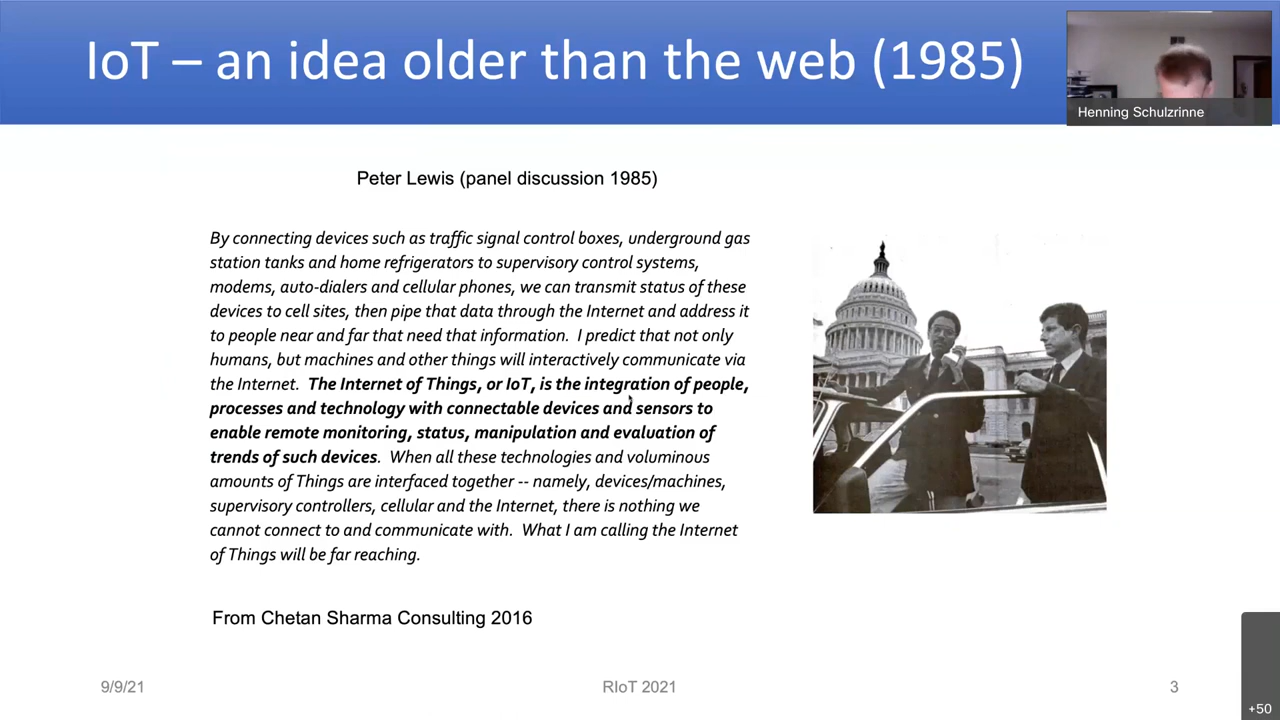 IoT – an idea older than the web (1985)
Henning Schulzrinne
Peter Lewis (panel discussion 1985)
By connecting devices such as traffic signal control boxes, underground gas
station tanks and home refrigerators to supervisory control systems,
modems, auto-dialers and cellular phones, we can transmit status of these
devices to cell sites, then pipe that data through the Internet and address it
to people near and far that need that information. I predict that not only
humans, but machines and other things will interactively communicate via
the Internet. The Internet of Things, or IoT, is the integration of people,
processes and technology with connectable devices and sensors to
enable remote monitoring, status, manipulation and evaluation of
trends of such devices. When all these technologies and voluminous
amounts of Things are interfaced together -- namely, devices/machines,
supervisory controllers, cellular and the Internet, there is nothing we
cannot connect to and communicate with. What I am calling the Internet
of Things will be far reaching.
From Chetan Sharma Consulting 2016
9/9/21
RIoT 2021
3
+50